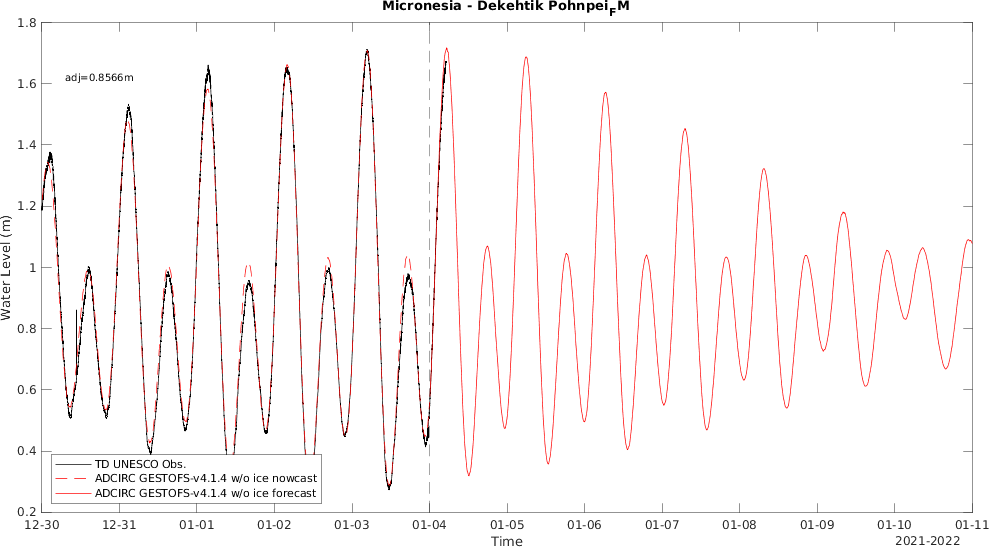 Micronesia - Dekehtik Pohnpei_FM
1.8
1.6
1.4
1.2
1
0.8
0.6
0.4
0.2
Water Level (m)
adj=0.8566m
TD UNESCO Obs.
ADCIRC GESTOFS-v4.1.4 w/o ice nowcast
ADCIRC GESTOFS-v4.1.4 w/o ice forecast
12-30 12-31 01-01 01-02 01-03 01-04 01-05 01-06 01-07 01-08 01-09 01-10 01-11
Time
2021-2022